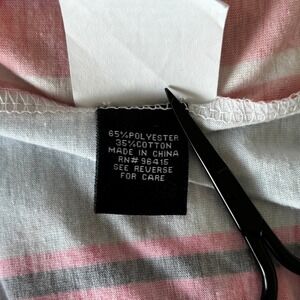 65%POLYESTER
35%COTTON
MADE IN CHINA
RN# 96415
SEE REVERSE
FOR CARE